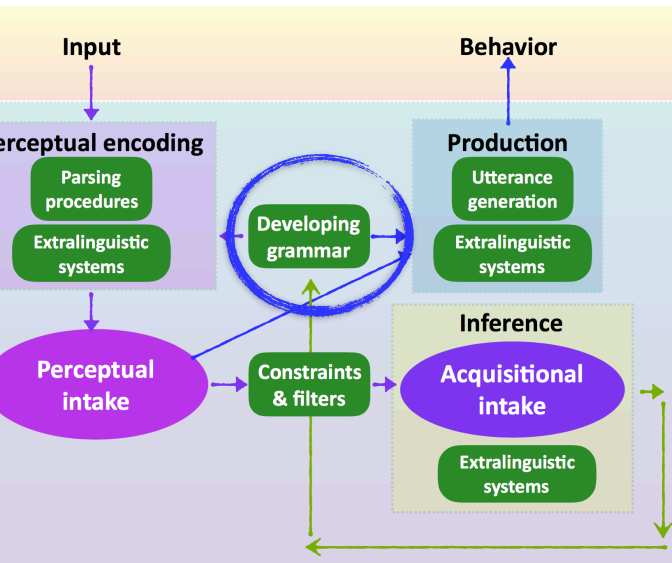 Input
Behavior
erceptual encoding
Parsing
procedures
Extralinguistic
systems
Developing
grammar
Production
Utterance
generation
Extralinguistic
systems
Perceptual
intake
Constraints
& filters
Inference
Acquisitional
intake
Extralinguistic
systems